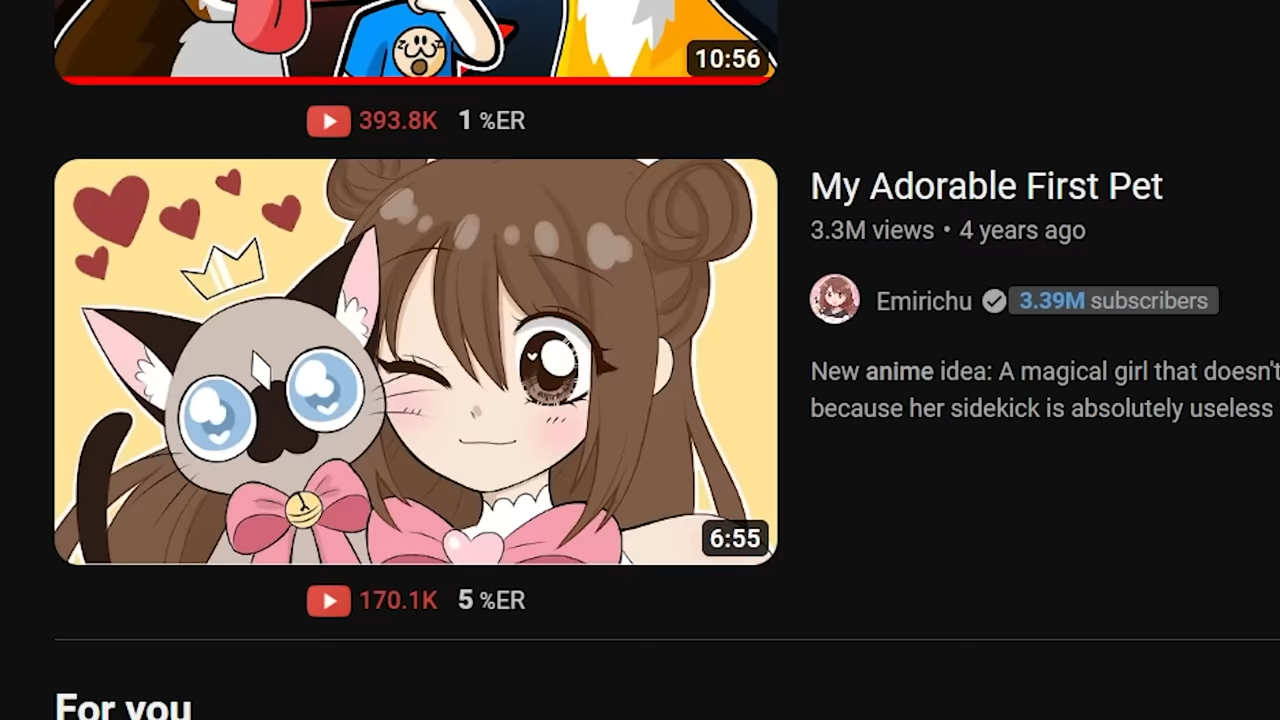 10:56
393.8K 1 %ER
My Adorable First Pet
3.3M views • 4 years ago
Emirichu 3.39M subscribers
New anime idea: A magical girl that doesn't
because her sidekick is absolutely useless
6:55
170.1K 5 %ER
For you